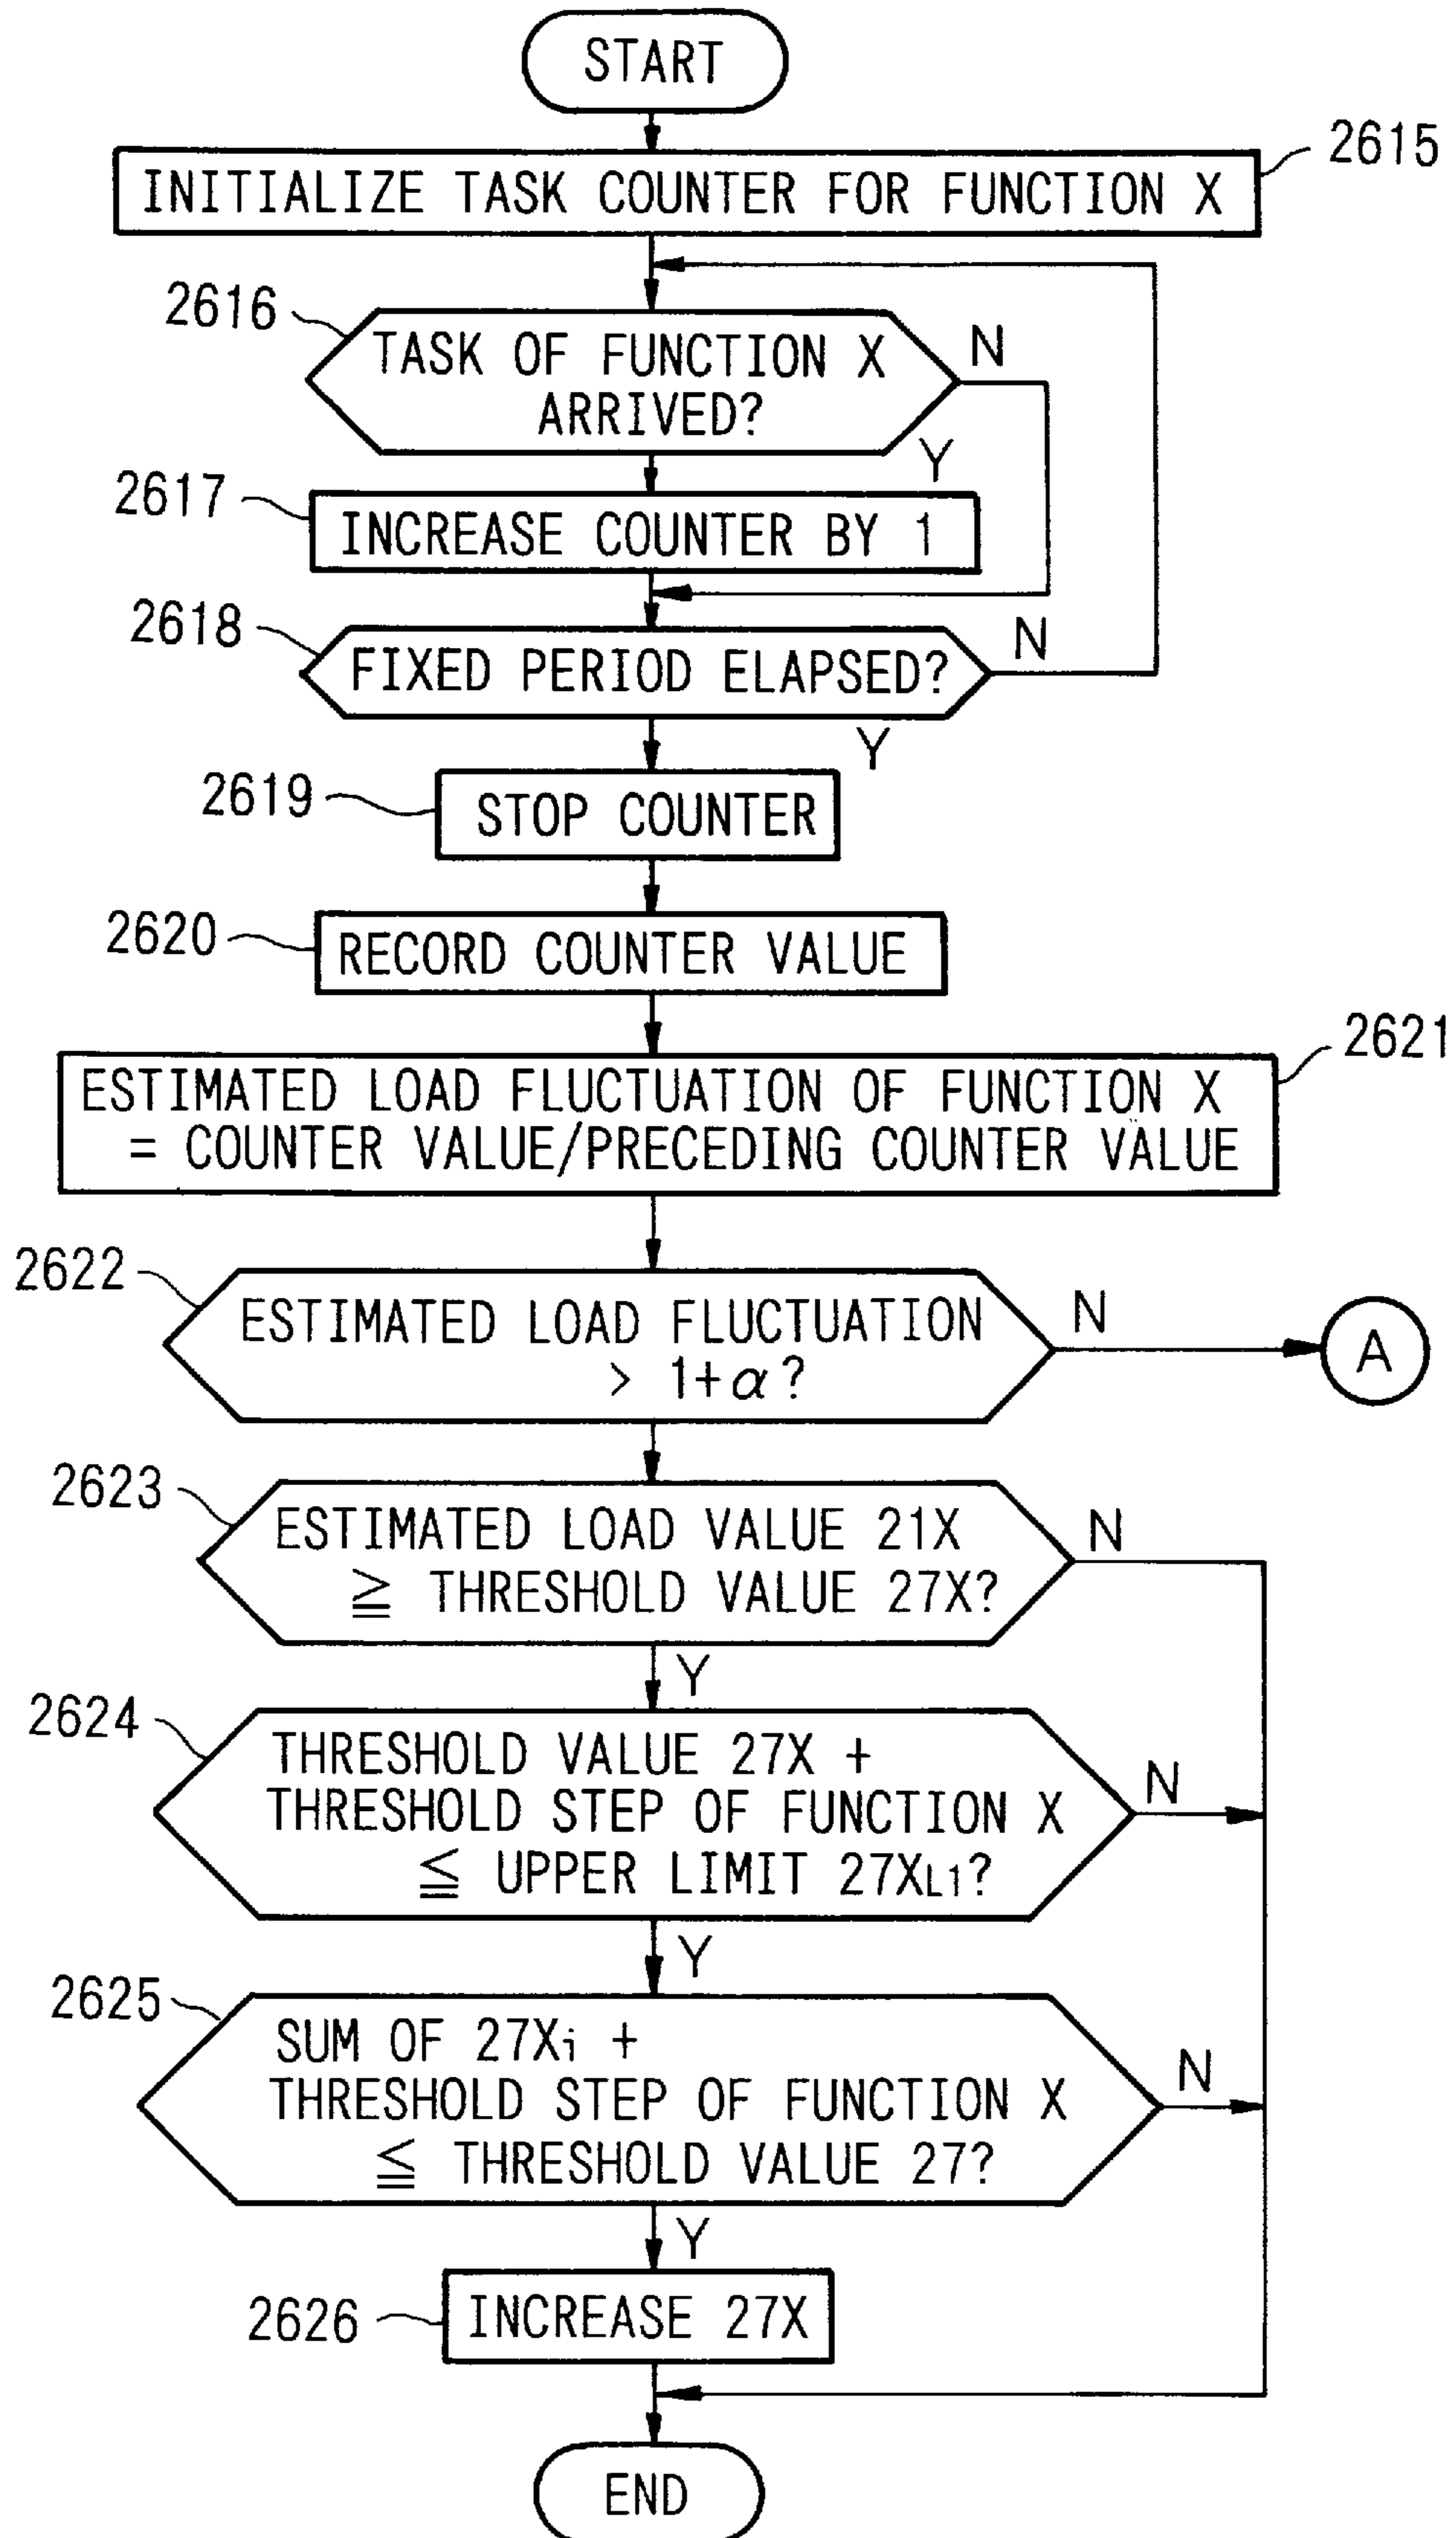 START
2615
INITIALIZE TASK COUNTER FOR FUNCTION X
2616
TASK OF FUNCTION X
ARRIVED?
N
Y
2617
INCREASE COUNTER BY 1
2618
FIXED PERIOD ELAPSED?
N
Y
2619
STOP COUNTER
2620
RECORD COUNTER VALUE
2621
ESTIMATED LOAD FLUCTUATION OF FUNCTION X
= COUNTER VALUE/PRECEDING COUNTER VALUE
2622
ESTIMATED LOAD FLUCTUATION
> 1+α?
N
A
2623
ESTIMATED LOAD VALUE 21X
≧ THRESHOLD VALUE 27X?
N
Y
2624
THRESHOLD VALUE 27X +
THRESHOLD STEP OF FUNCTION X
≦ UPPER LIMIT 27XL1?
N
Y
2625
SUM OF 27Xi +
THRESHOLD STEP OF FUNCTION X
≦ THRESHOLD VALUE 27?
N
Y
2626
INCREASE 27X
END